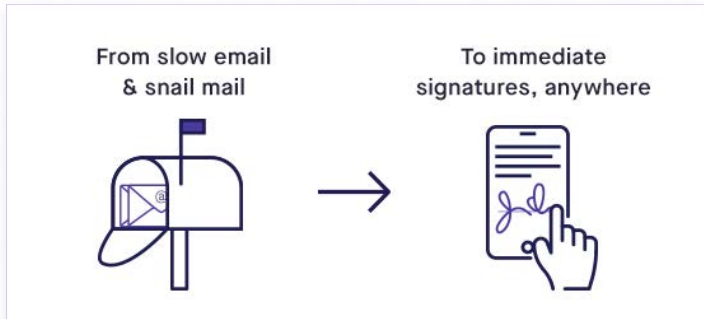 From slow email
& snail mail
To immediate
signatures, anywhere
@